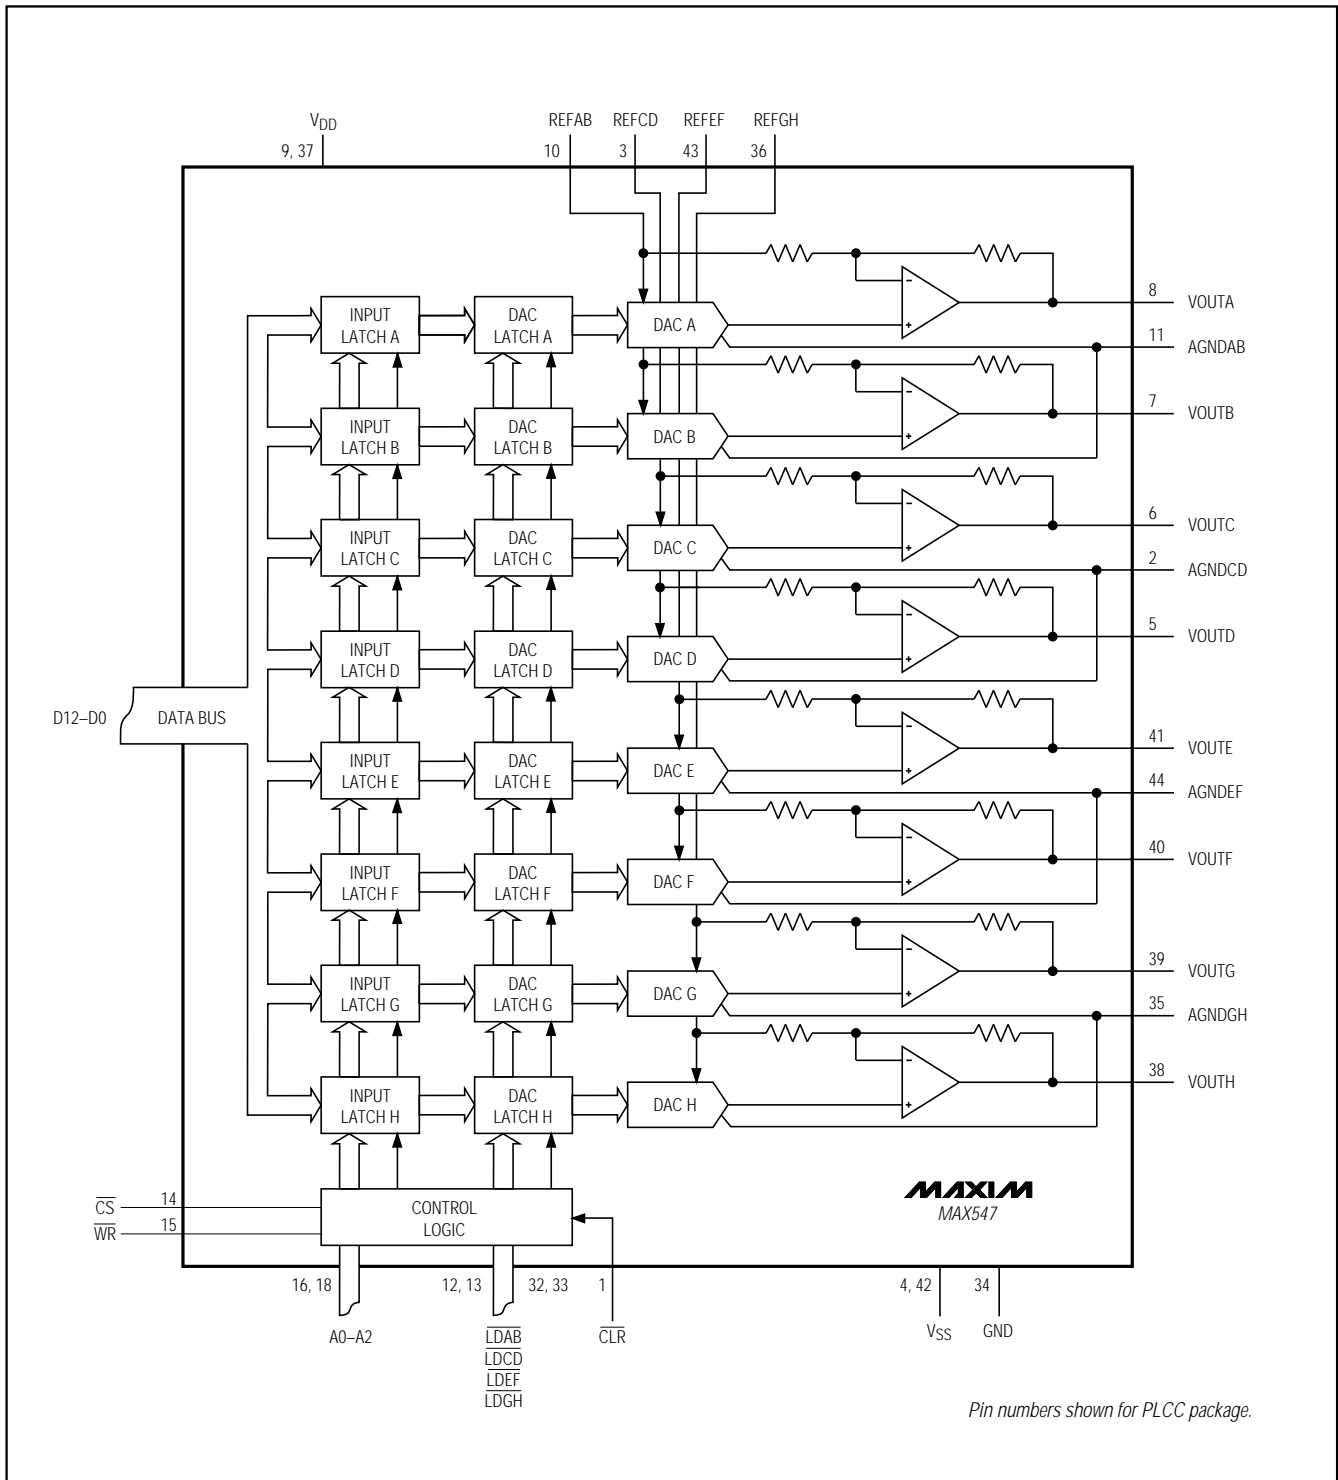 V_DD
9, 37
REFAB REFCD REFEF REFGH
10 3 43 36
8 VOUTA
INPUT LATCH A
DAC LATCH A
DAC A
-
+
11 AGNDAB
7 VOUTB
INPUT LATCH B
DAC LATCH B
DAC B
-
+
6 VOUTC
INPUT LATCH C
DAC LATCH C
DAC C
-
+
2 AGNDCD
5 VOUTD
INPUT LATCH D
DAC LATCH D
DAC D
-
+
D12–D0 DATA BUS
41 VOUTE
INPUT LATCH E
DAC LATCH E
DAC E
-
+
44 AGNDEF
40 VOUTF
INPUT LATCH F
DAC LATCH F
DAC F
-
+
39 VOUTG
INPUT LATCH G
DAC LATCH G
DAC G
-
+
35 AGNDGH
38 VOUTH
INPUT LATCH H
DAC LATCH H
DAC H
-
+
CS 14
WR 15
CONTROL
LOGIC
MAXIM
MAX547
16, 18 12, 13 32, 33 1 4, 42 34
A0–A2
LDAB
LDCD
LDEF
LDGH
CLR
V_SS
GND
Pin numbers shown for PLCC package.